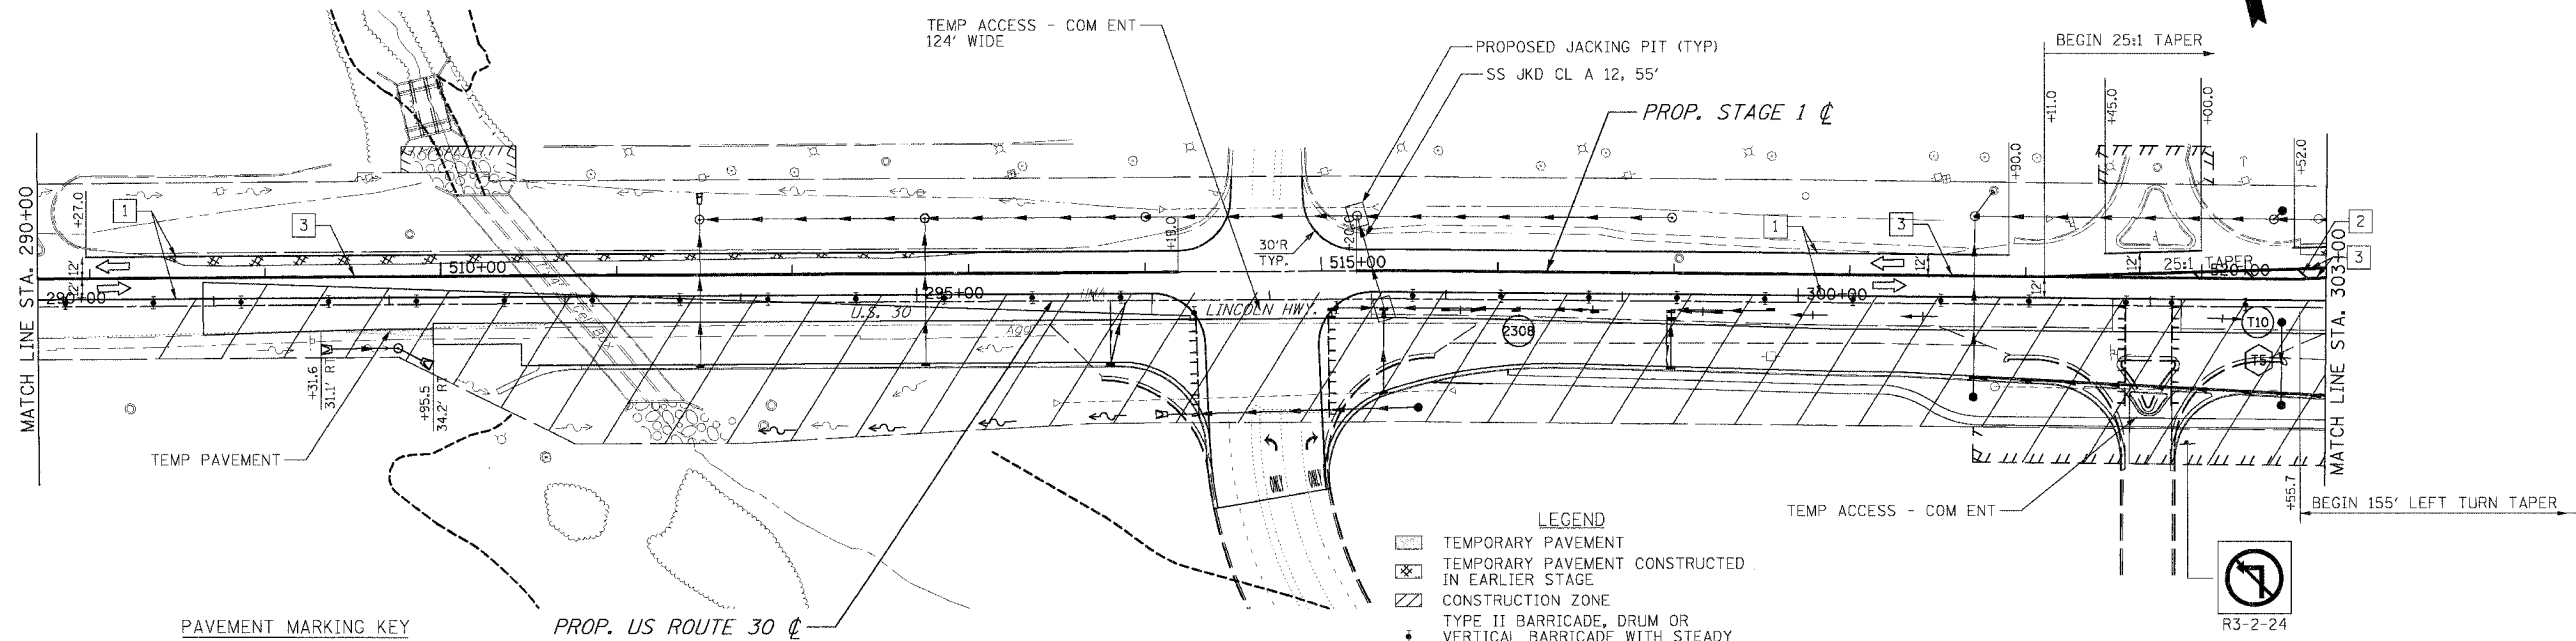 TEMP ACCESS - COM ENT
124' WIDE
PROPOSED JACKING PIT (TYP)
SS JKD CL A 12, 55'
PROP. STAGE 1 ℄
BEGIN 25:1 TAPER
+11.0
+45.0
+00.0
+52.0
+90.0
MATCH LINE STA. 290+00
+27.0
1
3
12'
12'
290+00
510+00
+19.0
30'R
TYP.
+20.0
515+00
1
3
12'
12'
12'
25:1 TAPER
520+00
2
3
MATCH LINE STA. 303+00
295+00
U.S. 30
HMA
AGG
LINCOLN HWY.
300+00
2308
T10
T5
+31.6
31.1' RT
+95.5
34.2' RT
TEMP PAVEMENT
TEMP ACCESS - COM ENT
+55.7
BEGIN 155' LEFT TURN TAPER
R3-2-24
LEGEND
TEMPORARY PAVEMENT
TEMPORARY PAVEMENT CONSTRUCTED
IN EARLIER STAGE
CONSTRUCTION ZONE
TYPE II BARRICADE, DRUM OR
VERTICAL BARRICADE WITH STEADY
PAVEMENT MARKING KEY
PROP. US ROUTE 30 ℄